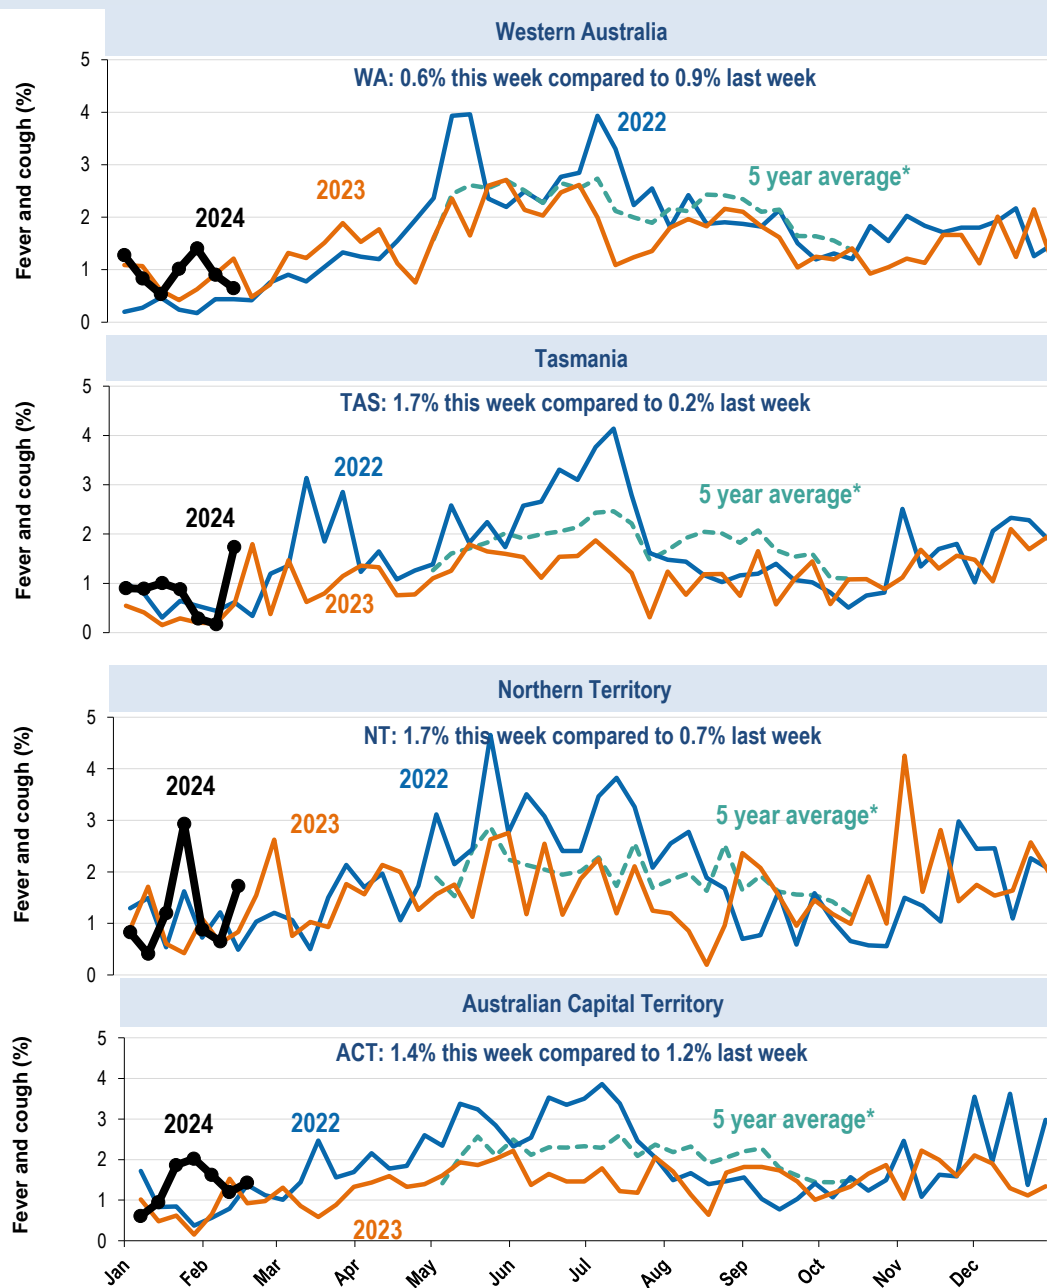 Western Australia
Fever and cough (%)
5
WA: 0.6% this week compared to 0.9% last week
4
2022
3
2023
5 year average*
2024
2
1
0
Tasmania
Fever and cough (%)
5
TAS: 1.7% this week compared to 0.2% last week
4
2022
3
5 year average*
2024
2
1
2023
0
Northern Territory
Fever and cough (%)
5
NT: 1.7% this week compared to 0.7% last week
4
2024
2022
3
2023
5 year average*
2
1
0
Australian Capital Territory
Fever and cough (%)
5
ACT: 1.4% this week compared to 1.2% last week
4
3
2024
2022
5 year average*
2
1
2023
0
Jan Feb Mar Apr May Jun Jul Aug Sep Oct Nov Dec